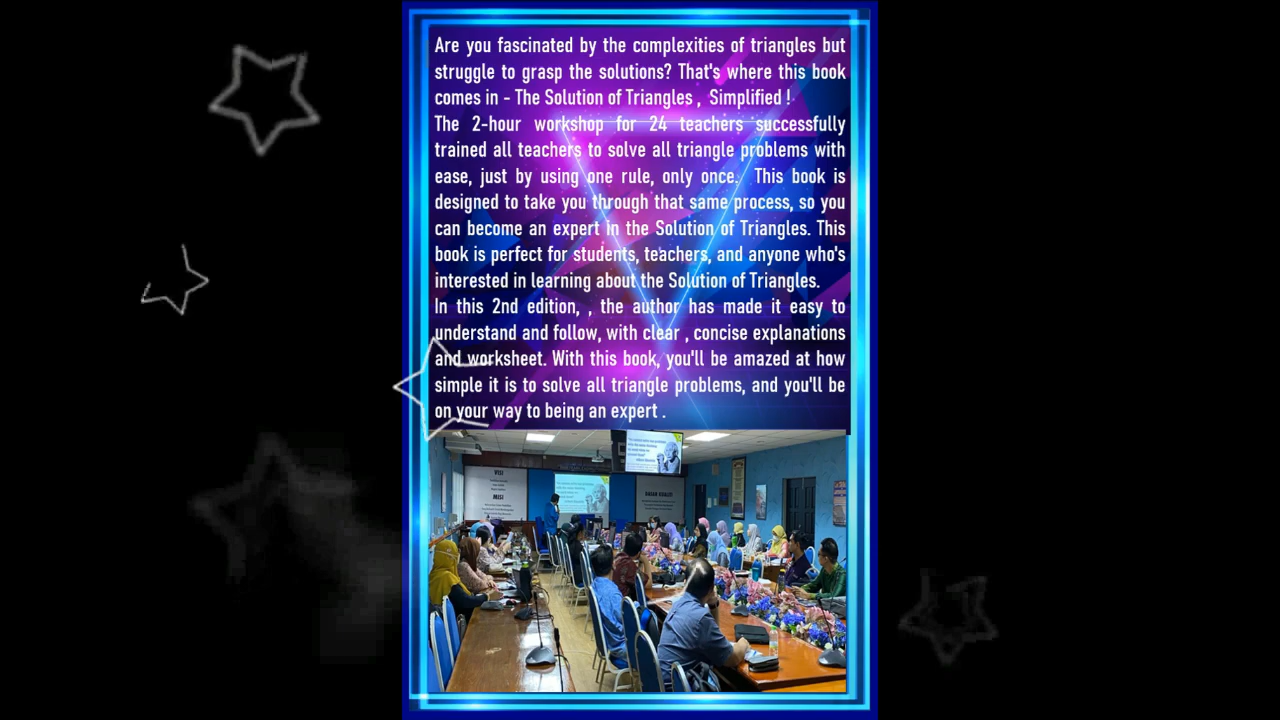 Are you fascinated by the complexities of triangles but
struggle to grasp the solutions? That's where this book
comes in - The Solution of Triangles , Simplified !
The 2-hour workshop for 24 teachers successfully
trained all teachers to solve all triangle problems with
ease, just by using one rule, only once. This book is
designed to take you through that same process, so you
can become an expert in the Solution of Triangles. This
book is perfect for students, teachers, and anyone who's
interested in learning about the Solution of Triangles.
In this 2nd edition, , the author has made it easy to
understand and follow, with clear , concise explanations
and worksheet. With this book, you'll be amazed at how
simple it is to solve all triangle problems, and you'll be
on your way to being an expert .
VISI
MISI